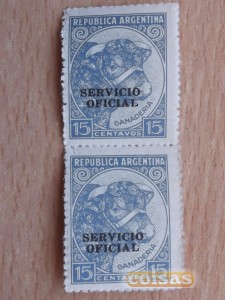 REPUBLICA ARGENTINA
SERVICIO
OFICIAL
GANADERIA
15 CENTAVOS 15
REPUBLICA ARGENTINA
SERVICIO
OFICIAL
GANADERIA
15 CENTAVOS 15